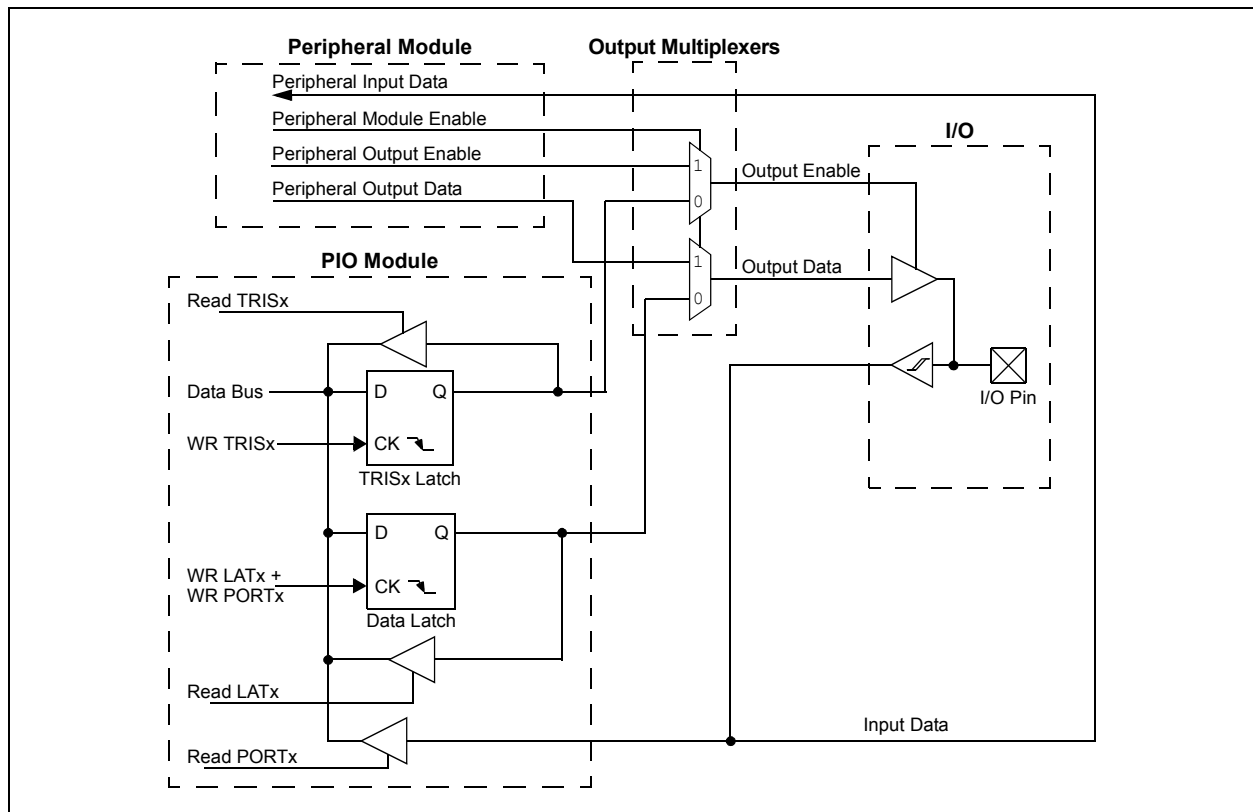 Peripheral Module
Output Multiplexers
Peripheral Input Data
Peripheral Module Enable
Peripheral Output Enable
Peripheral Output Data
1
0
1
0
Output Enable
Output Data
I/O
I/O Pin
PIO Module
Read TRISx
Data Bus
D
Q
WR TRISx
CK
TRISx Latch
D
Q
WR LATx +
WR PORTx
CK
Data Latch
Read LATx
Read PORTx
Input Data